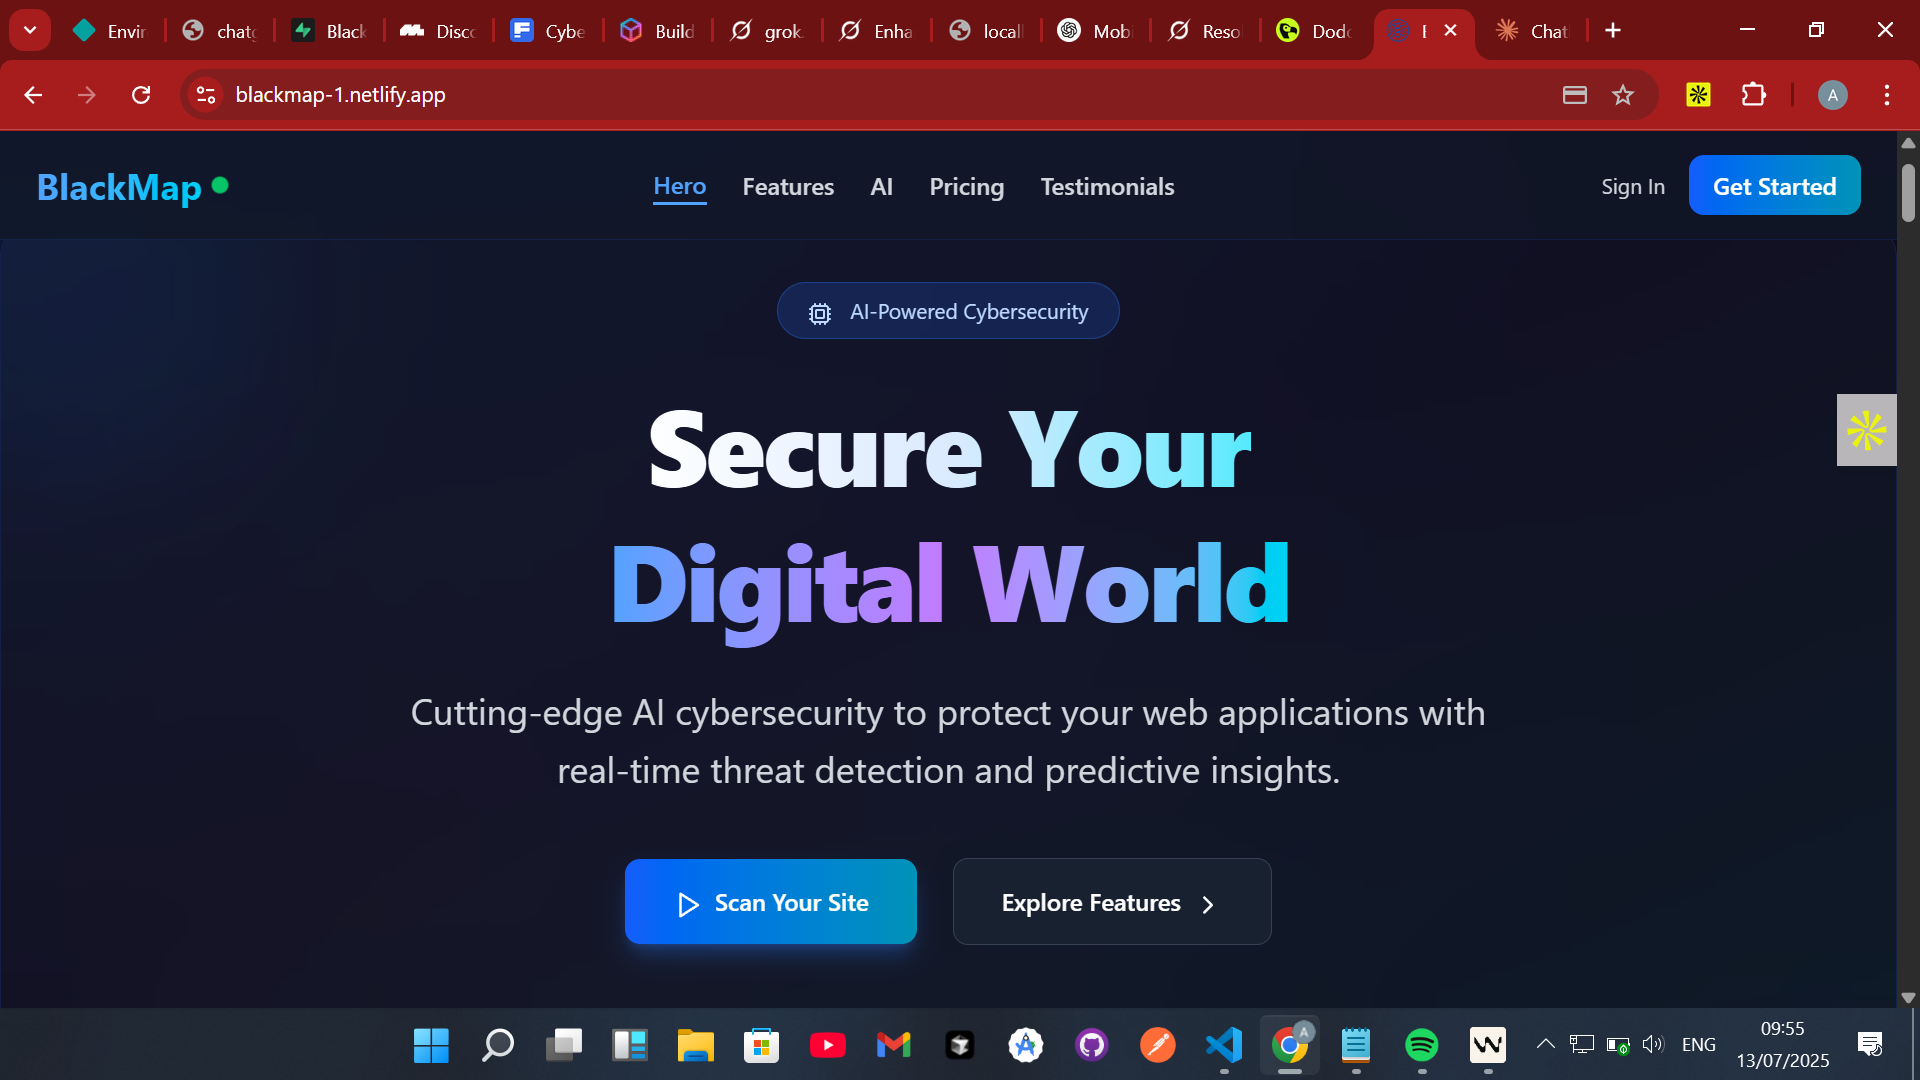 Envir
chatg
Black
Disco
Cybe
Build
grok.
Enha
locall
Mobi
Reso
Dodo
Chat
blackmap-1.netlify.app
A
BlackMap
Hero
Features
AI
Pricing
Testimonials
Sign In
Get Started
AI-Powered Cybersecurity
Secure Your
Digital World
Cutting-edge AI cybersecurity to protect your web applications with
real-time threat detection and predictive insights.
Scan Your Site
Explore Features
A
ENG
09:55
13/07/2025